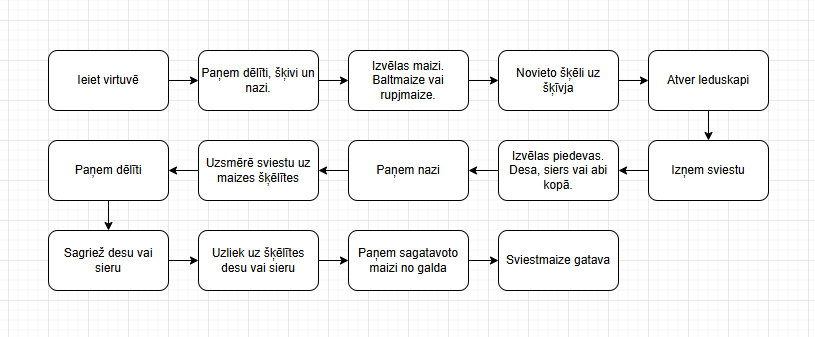 Ieiet virtuvē
Paņem dēlīti, šķivi un
nazi.
Izvēlas maizi.
Baltmaize vai
rupjmaize.
Novieto šķēli uz
šķīvja
Atver leduskapi
Izņem sviestu
Izvēlas piedevas.
Desa, siers vai abi
kopā.
Paņem nazi
Uzsmērē sviestu uz
maizes šķēlītes
Paņem dēlīti
Sagriež desu vai
sieru
Uzliek uz šķēlītes
desu vai sieru
Paņem sagatavoto
maizi no galda
Sviestmaize gatava